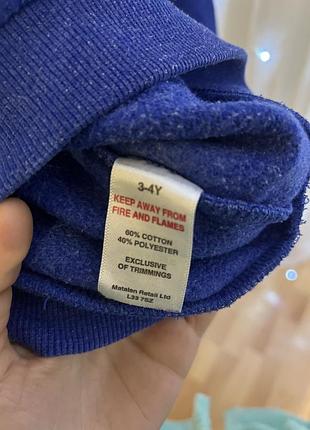 3-4Y
KEEP AWAY FROM
FIRE AND FLAMES
60% COTTON
40% POLYESTER
EXCLUSIVE
OF TRIMMINGS
Matalan Retail Ltd
L33 7SZ